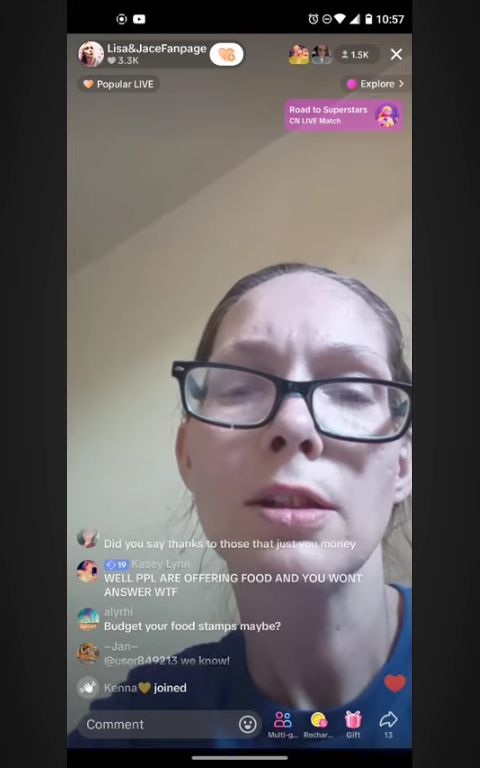 10:57
Lisa&JaceFanpage
3.3K
1.5K
Popular LIVE
Explore >
Road to Superstars
CN LIVE Match
Did you say thanks to those that just you money
19 Kasey Lynn
WELL PPL ARE OFFERING FOOD AND YOU WONT
ANSWER WTF
alyrhi
Budget your food stamps maybe?
~Jan~
@user849213 we know!
Kenna💛 joined
Comment
Multi-g... Rechar... Gift 13